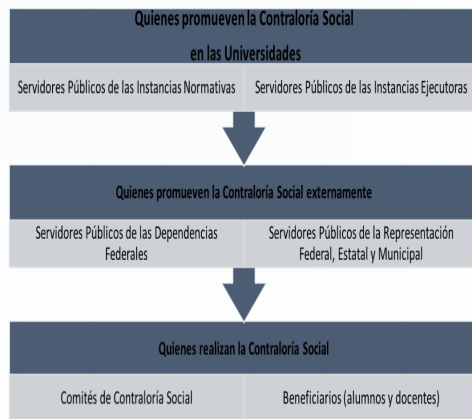 Quienes promueven la Contraloría Social
en las Universidades
Servidores Públicos de las Instancias Normativas
Servidores Públicos de las Instancias Ejecutoras
Quienes promueven la Contraloría Social externamente
Servidores Públicos de las Dependencias
Federales
Servidores Públicos de la Representación
Federal, Estatal y Municipal
Quienes realizan la Contraloría Social
Comités de Contraloría Social
Beneficiarios (alumnos y docentes)